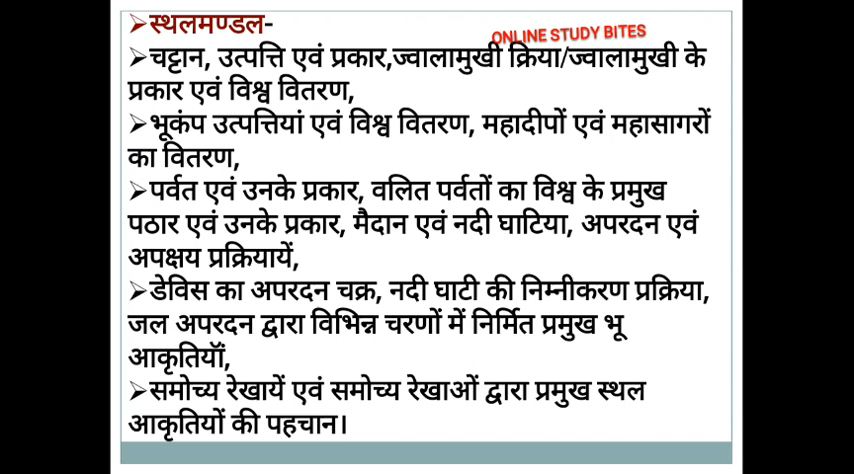 ➢स्थलमण्डल-
ONLINE STUDY BITES
➢चट्टान, उत्पत्ति एवं प्रकार,ज्वालामुखी क्रिया/ज्वालामुखी के
प्रकार एवं विश्व वितरण,
➢भूकंप उत्पत्तियां एवं विश्व वितरण, महादीपों एवं महासागरों
का वितरण,
➢पर्वत एवं उनके प्रकार, वलित पर्वतों का विश्व के प्रमुख
पठार एवं उनके प्रकार, मैदान एवं नदी घाटिया, अपरदन एवं
अपक्षय प्रक्रियायें,
➢डेविस का अपरदन चक्र, नदी घाटी की निम्नीकरण प्रक्रिया,
जल अपरदन द्वारा विभिन्न चरणों में निर्मित प्रमुख भू
आकृतियॉं,
➢समोच्य रेखायें एवं समोच्य रेखाओं द्वारा प्रमुख स्थल
आकृतियों की पहचान।